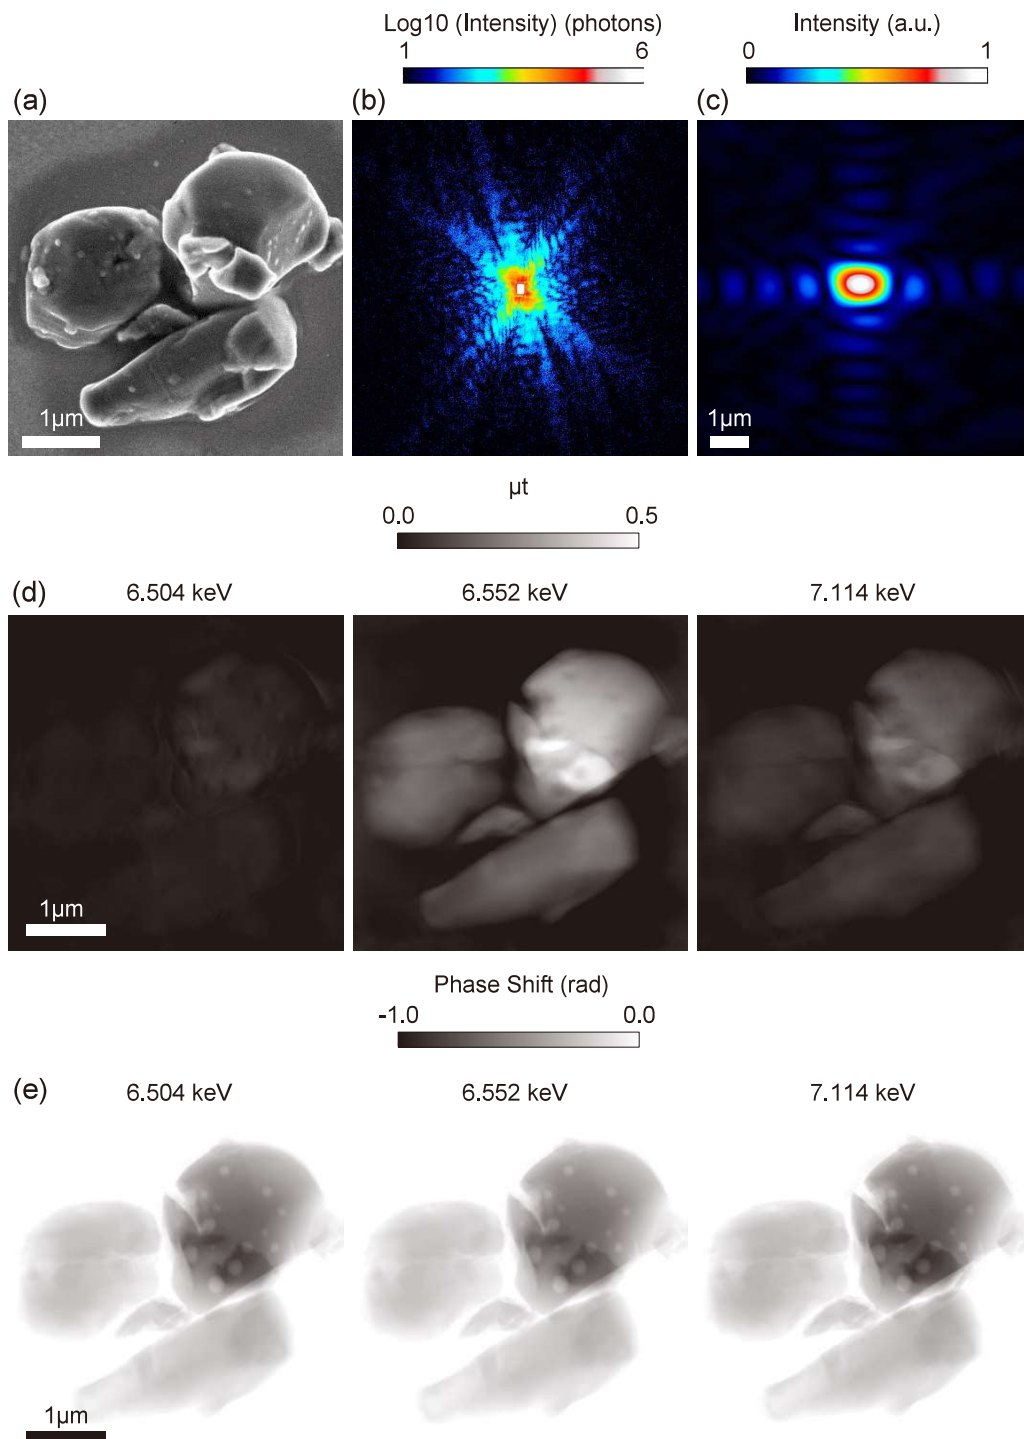 Log10 (Intensity) (photons)
1 6
Intensity (a.u.)
0 1
(a) (b) (c)
1μm
1μm
μt
0.0 0.5
(d) 6.504 keV 6.552 keV 7.114 keV
1μm
Phase Shift (rad)
-1.0 0.0
(e) 6.504 keV 6.552 keV 7.114 keV
1μm